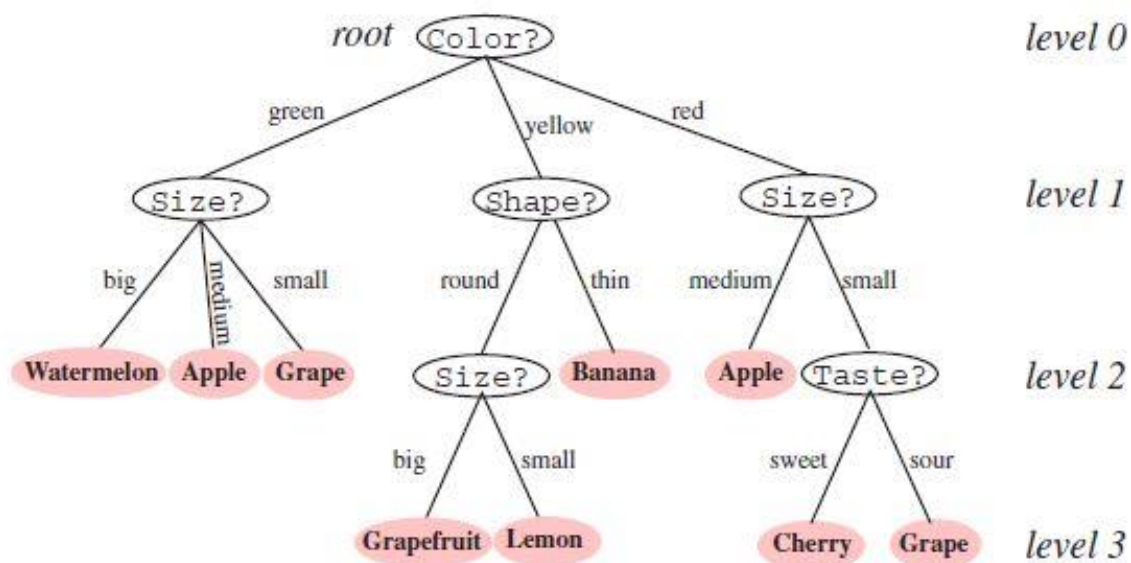 root Color? level 0
green yellow red
Size? Shape? Size? level 1
big medium small round thin medium small
Watermelon Apple Grape Size? Banana Apple Taste? level 2
big small sweet sour
Grapefruit Lemon Cherry Grape level 3